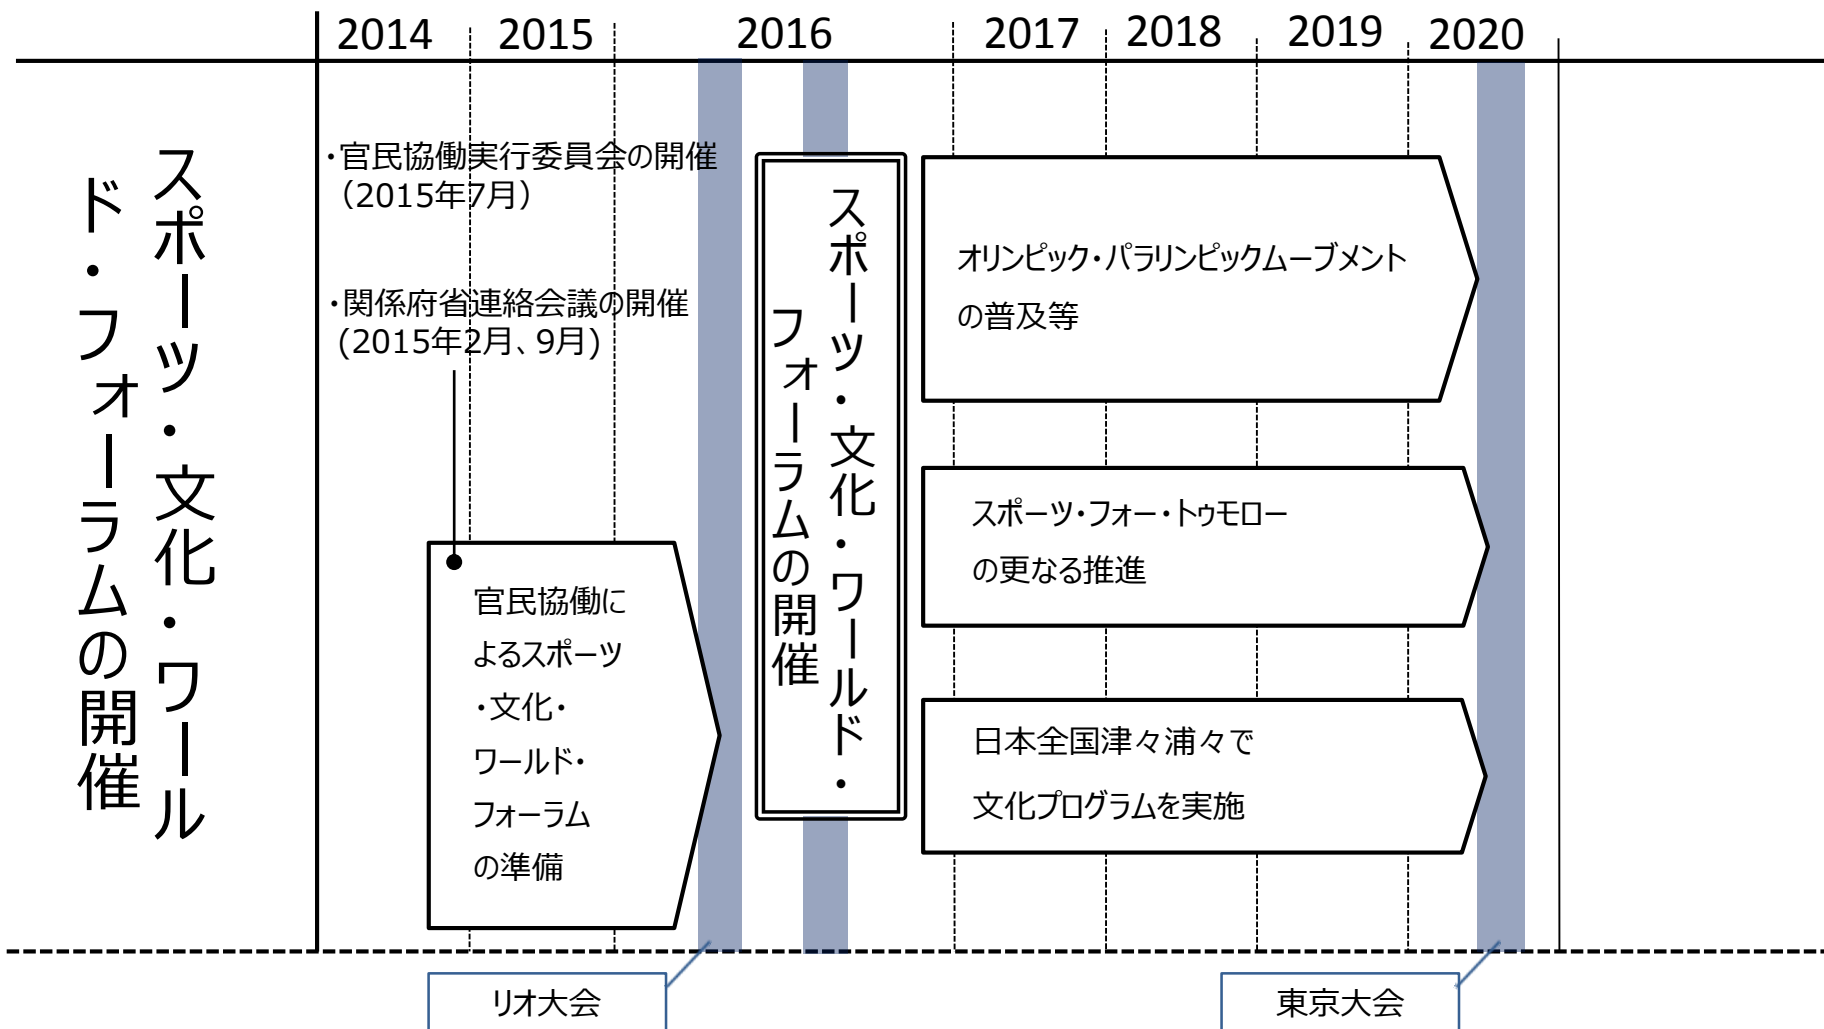 2014 2015 2016 2017 2018 2019 2020
スポーツ・文化・ワール
ド・フォーラムの開催
・官民協働実行委員会の開催
（2015年7月）
・関係府省連絡会議の開催
(2015年2月、9月)
官民協働に
よるスポーツ
・文化・
ワールド・
フォーラム
の準備
スポーツ・文化・ワールド・
フォーラムの開催
オリンピック・パラリンピックムーブメント
の普及等
スポーツ・フォー・トゥモロー
の更なる推進
日本全国津々浦々で
文化プログラムを実施
リオ大会
東京大会